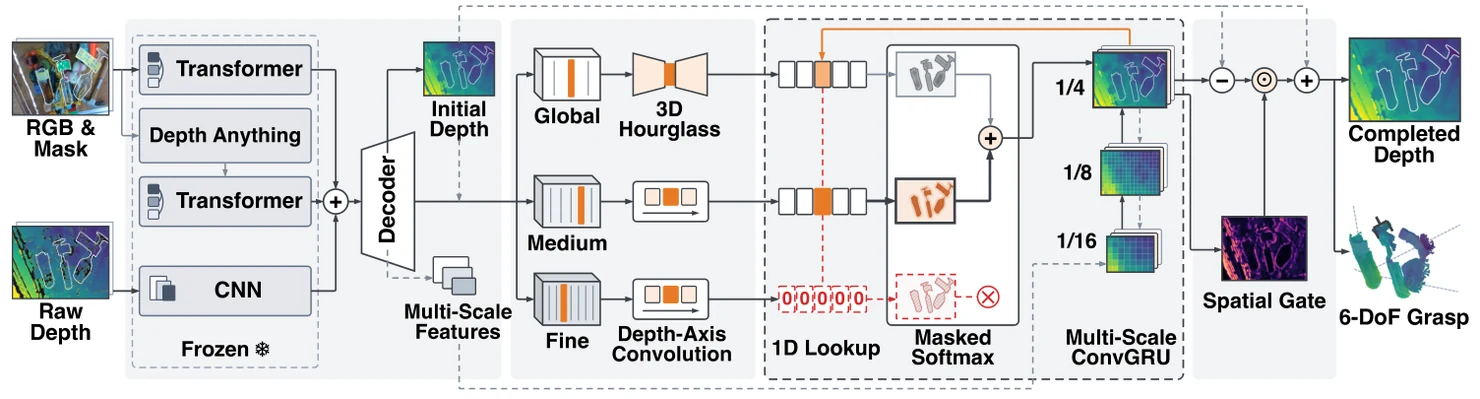 RGB &
Mask
Raw
Depth
Transformer
Depth Anything
Transformer
CNN
Frozen ❄
Decoder
Initial
Depth
Multi-Scale
Features
Global
3D
Hourglass
Medium
Fine
Depth-Axis
Convolution
0 0 0 0 0
1D Lookup
Masked
Softmax
1/4
1/8
1/16
Multi-Scale
ConvGRU
Spatial Gate
Completed
Depth
6-DoF Grasp